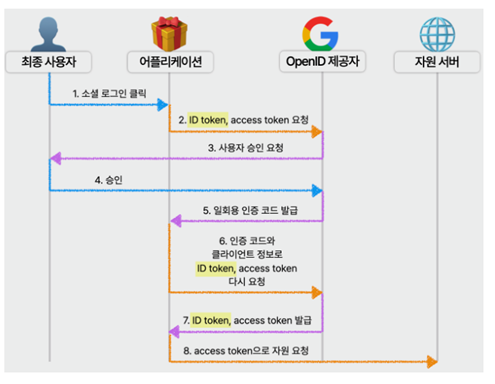 최종 사용자
어플리케이션
OpenID 제공자
자원 서버
1. 소셜 로그인 클릭
2. ID token, access token 요청
3. 사용자 승인 요청
4. 승인
5. 일회용 인증 코드 발급
6. 인증 코드와
클라이언트 정보로
ID token, access token
다시 요청
7. ID token, access token 발급
8. access token으로 자원 요청